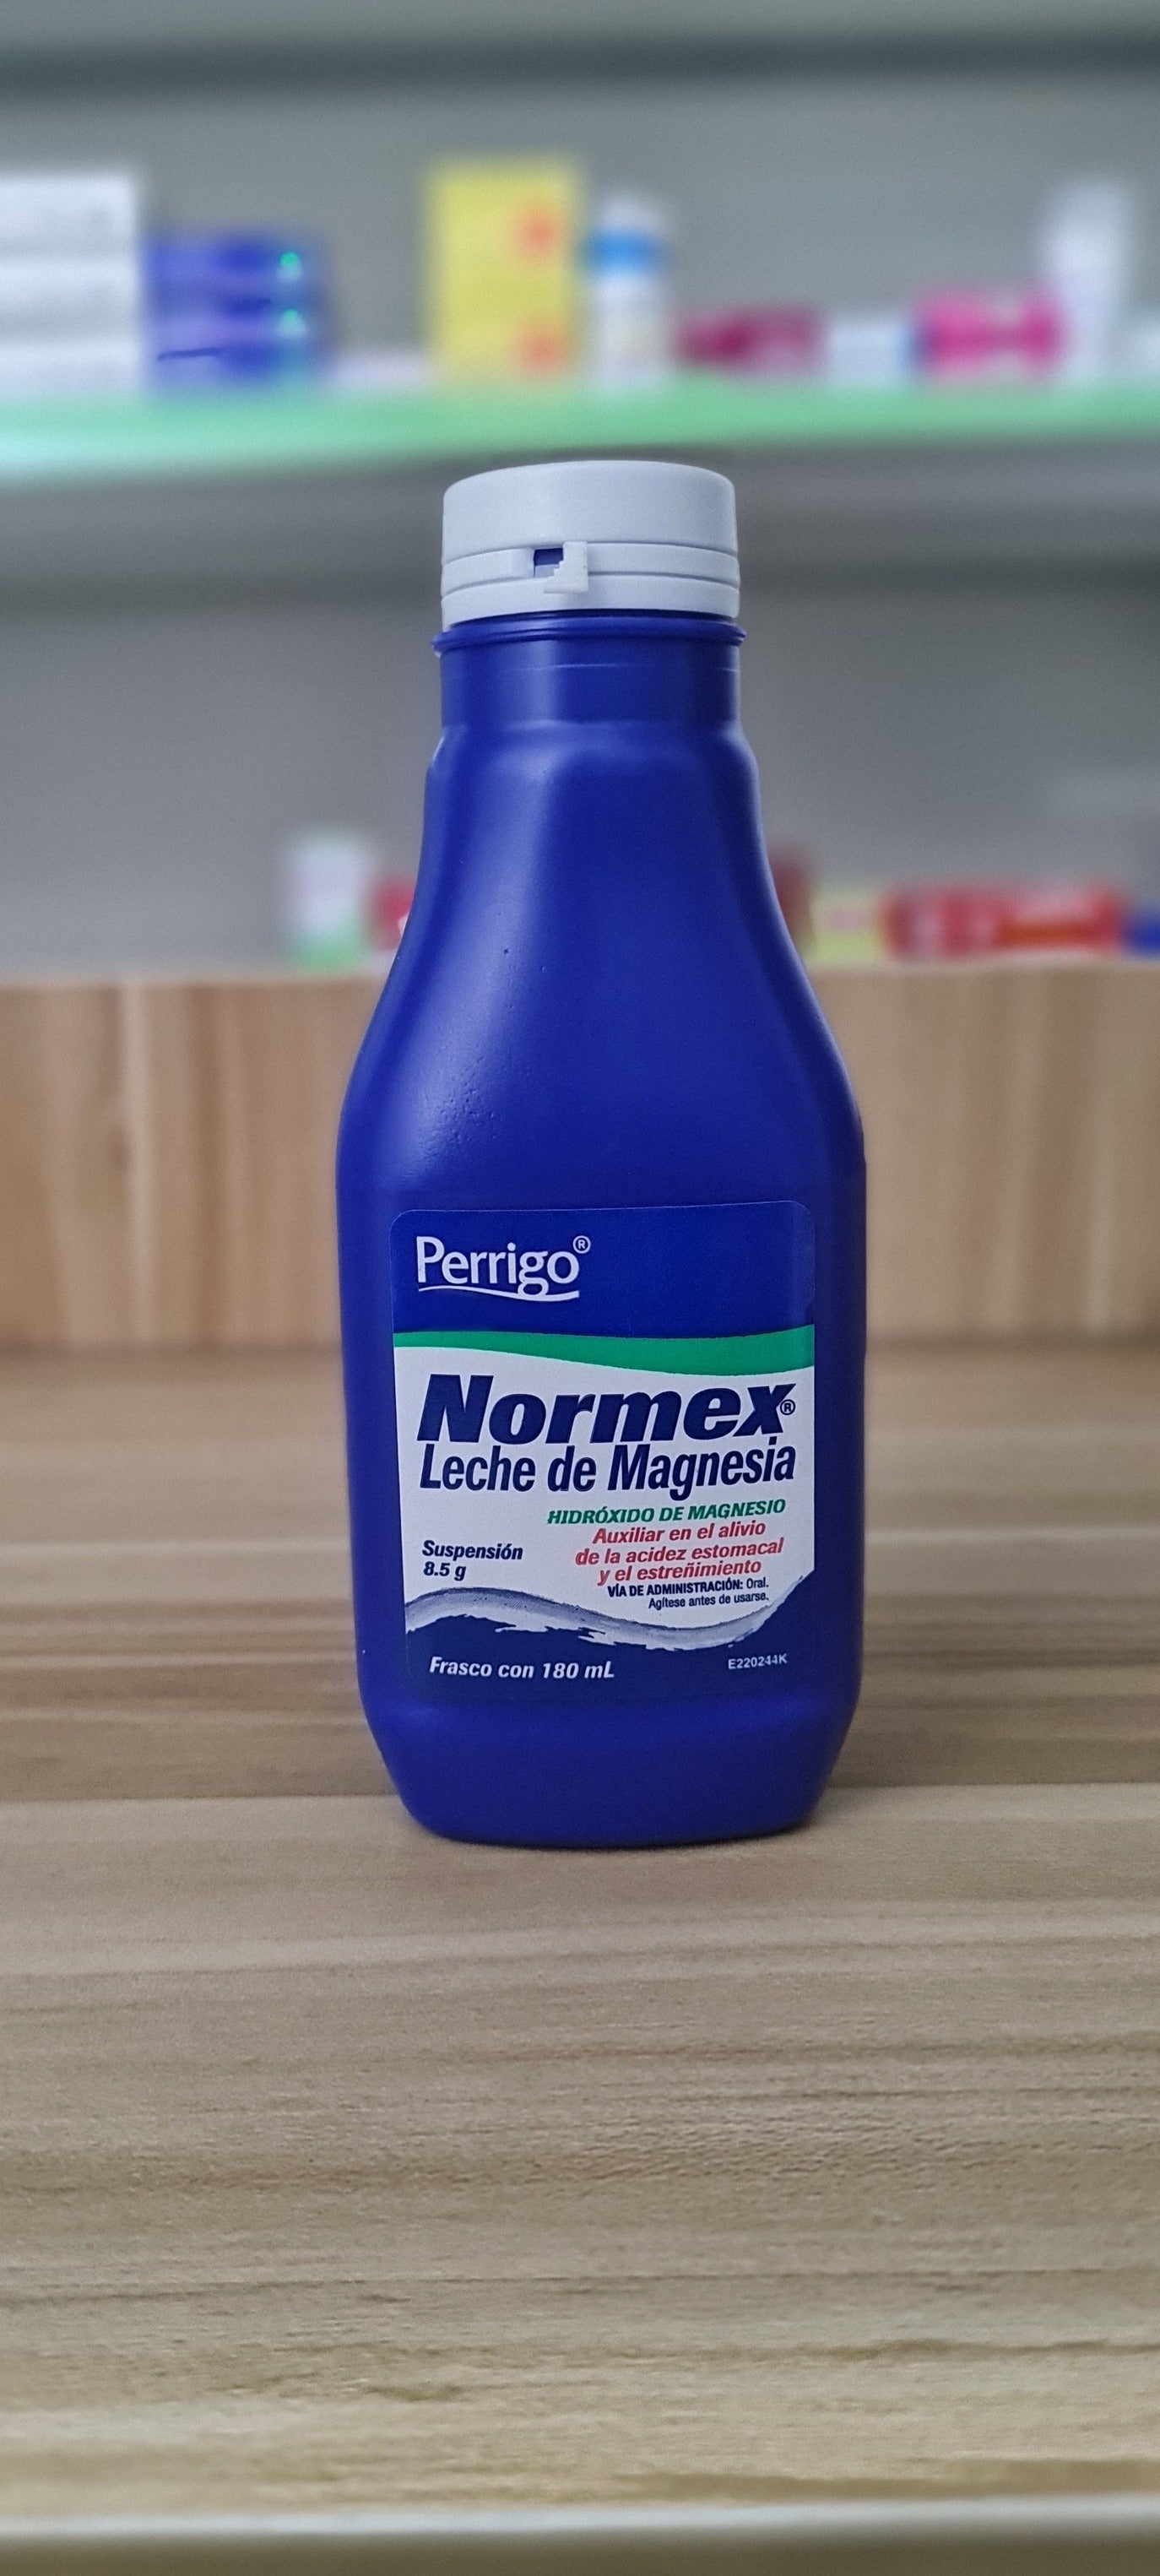 Perrigo®
Normex®
Leche de Magnesia
HIDRÓXIDO DE MAGNESIO
Auxiliar en el alivio
de la acidez estomacal
y el estreñimiento
Suspensión
8.5 g
VÍA DE ADMINISTRACIÓN: Oral.
Agítese antes de usarse.
Frasco con 180 mL
E220244K